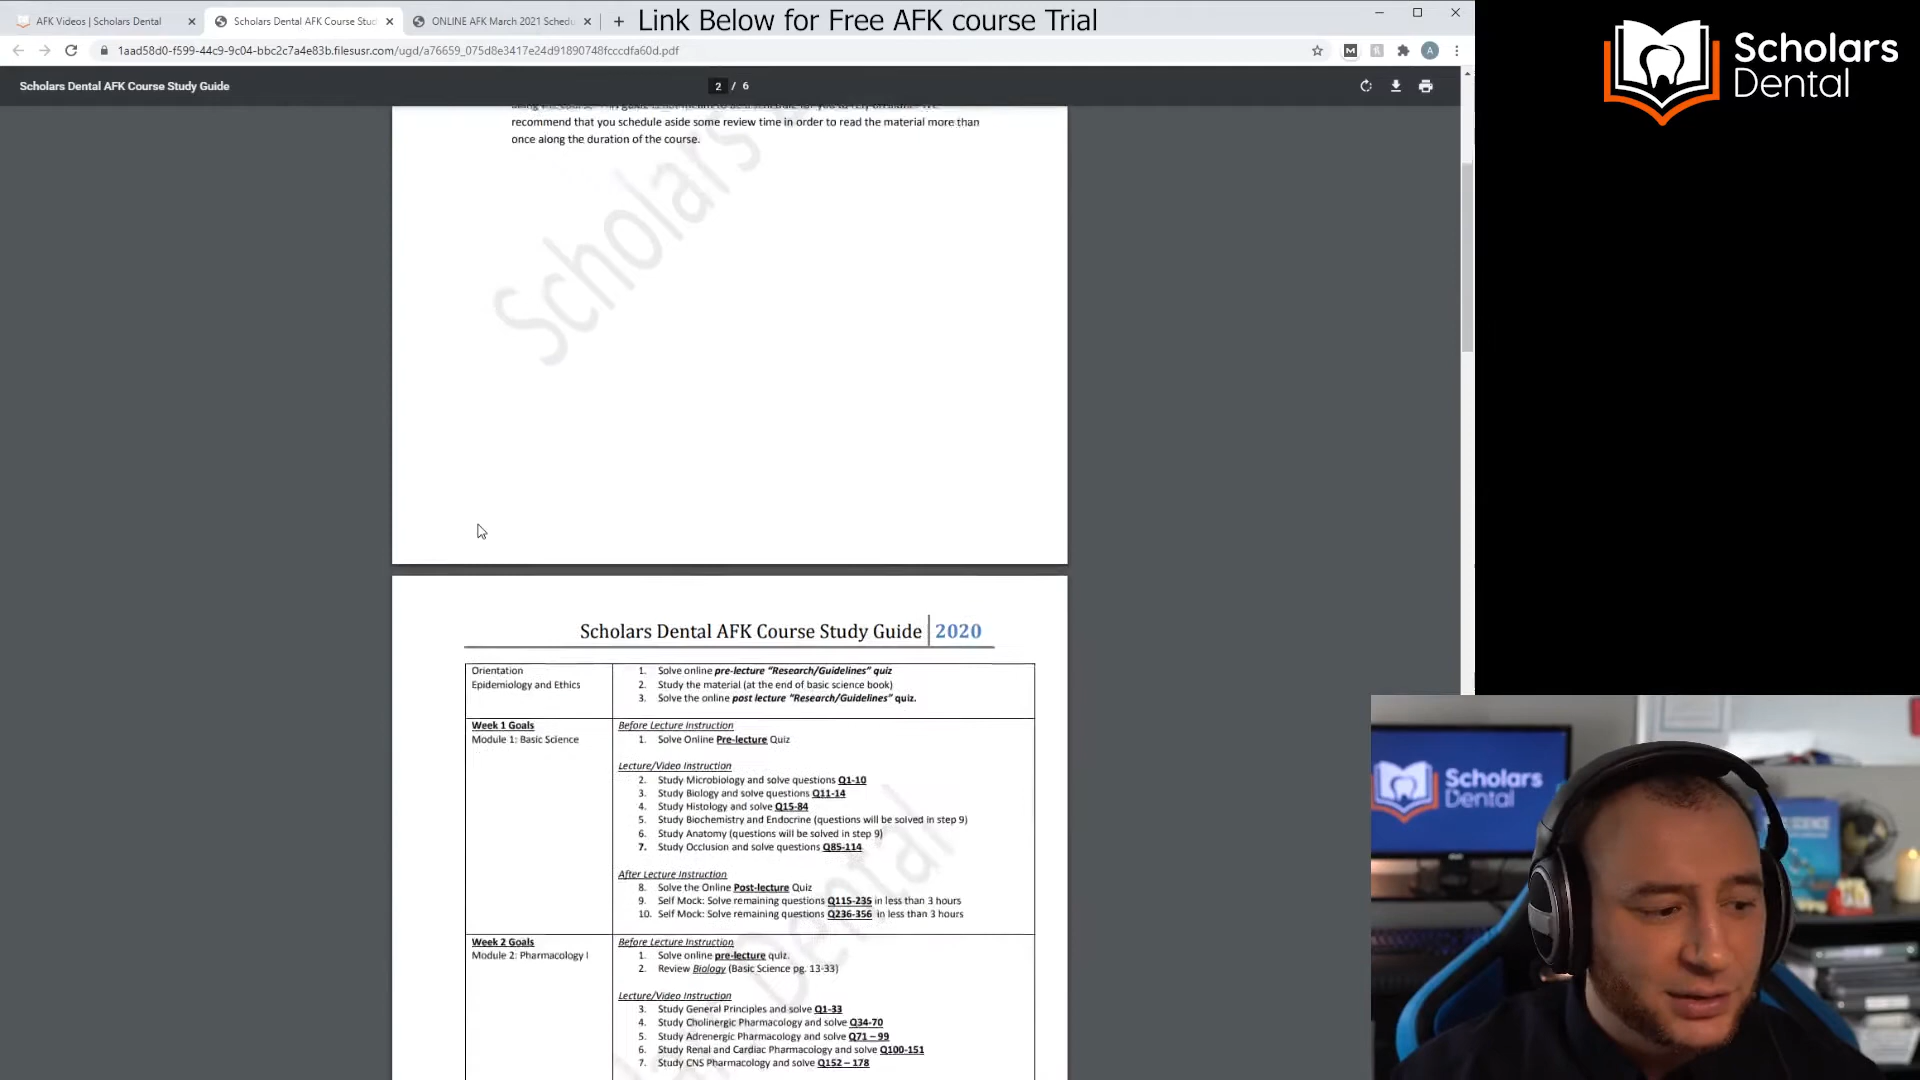 AFK Videos | Scholars Dental
Scholars Dental AFK Course Stud
ONLINE AFK March 2021 Schedu
Link Below for Free AFK course Trial
1aad58d0-f599-44c9-9c04-bbc2c7a4e83b.filesusr.com/ugd/a76659_075d8e3417e24d91890748fcccdfa60d.pdf
Scholars Dental AFK Course Study Guide
2 / 6
recommend that you schedule aside some review time in order to read the material more than
once along the duration of the course.
Scholars
Scholars Dental AFK Course Study Guide 2020
Orientation
Epidemiology and Ethics
1. Solve online pre-lecture "Research/Guidelines" quiz
2. Study the material (at the end of basic science book)
3. Solve the online post lecture "Research/Guidelines" quiz.
Week 1 Goals
Module 1: Basic Science
Before Lecture Instruction
1. Solve Online Pre-lecture Quiz
Lecture/Video Instruction
2. Study Microbiology and solve questions Q1-10
3. Study Biology and solve questions Q11-14
4. Study Histology and solve Q15-84
5. Study Biochemistry and Endocrine (questions will be solved in step 9)
6. Study Anatomy (questions will be solved in step 9)
7. Study Occlusion and solve questions Q85-114
After Lecture Instruction
8. Solve the Online Post-lecture Quiz
9. Self Mock: Solve remaining questions Q115-235 in less than 3 hours
10. Self Mock: Solve remaining questions Q236-356 in less than 3 hours
Week 2 Goals
Module 2: Pharmacology I
Before Lecture Instruction
1. Solve online pre-lecture quiz.
2. Review Biology (Basic Science pg. 13-33)
Lecture/Video Instruction
3. Study General Principles and solve Q1-33
4. Study Cholinergic Pharmacology and solve Q34-70
5. Study Adrenergic Pharmacology and solve Q71 – 99
6. Study Renal and Cardiac Pharmacology and solve Q100-151
7. Study CNS Pharmacology and solve Q152 – 178
Dental
Scholars
Dental
Scholars
Dental